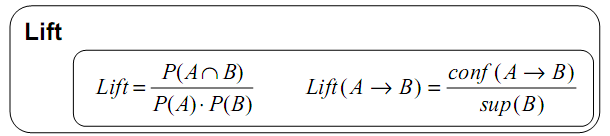 Lift
Lift = P(A ∩ B) / P(A) · P(B)    Lift(A → B) = conf(A → B) / sup(B)